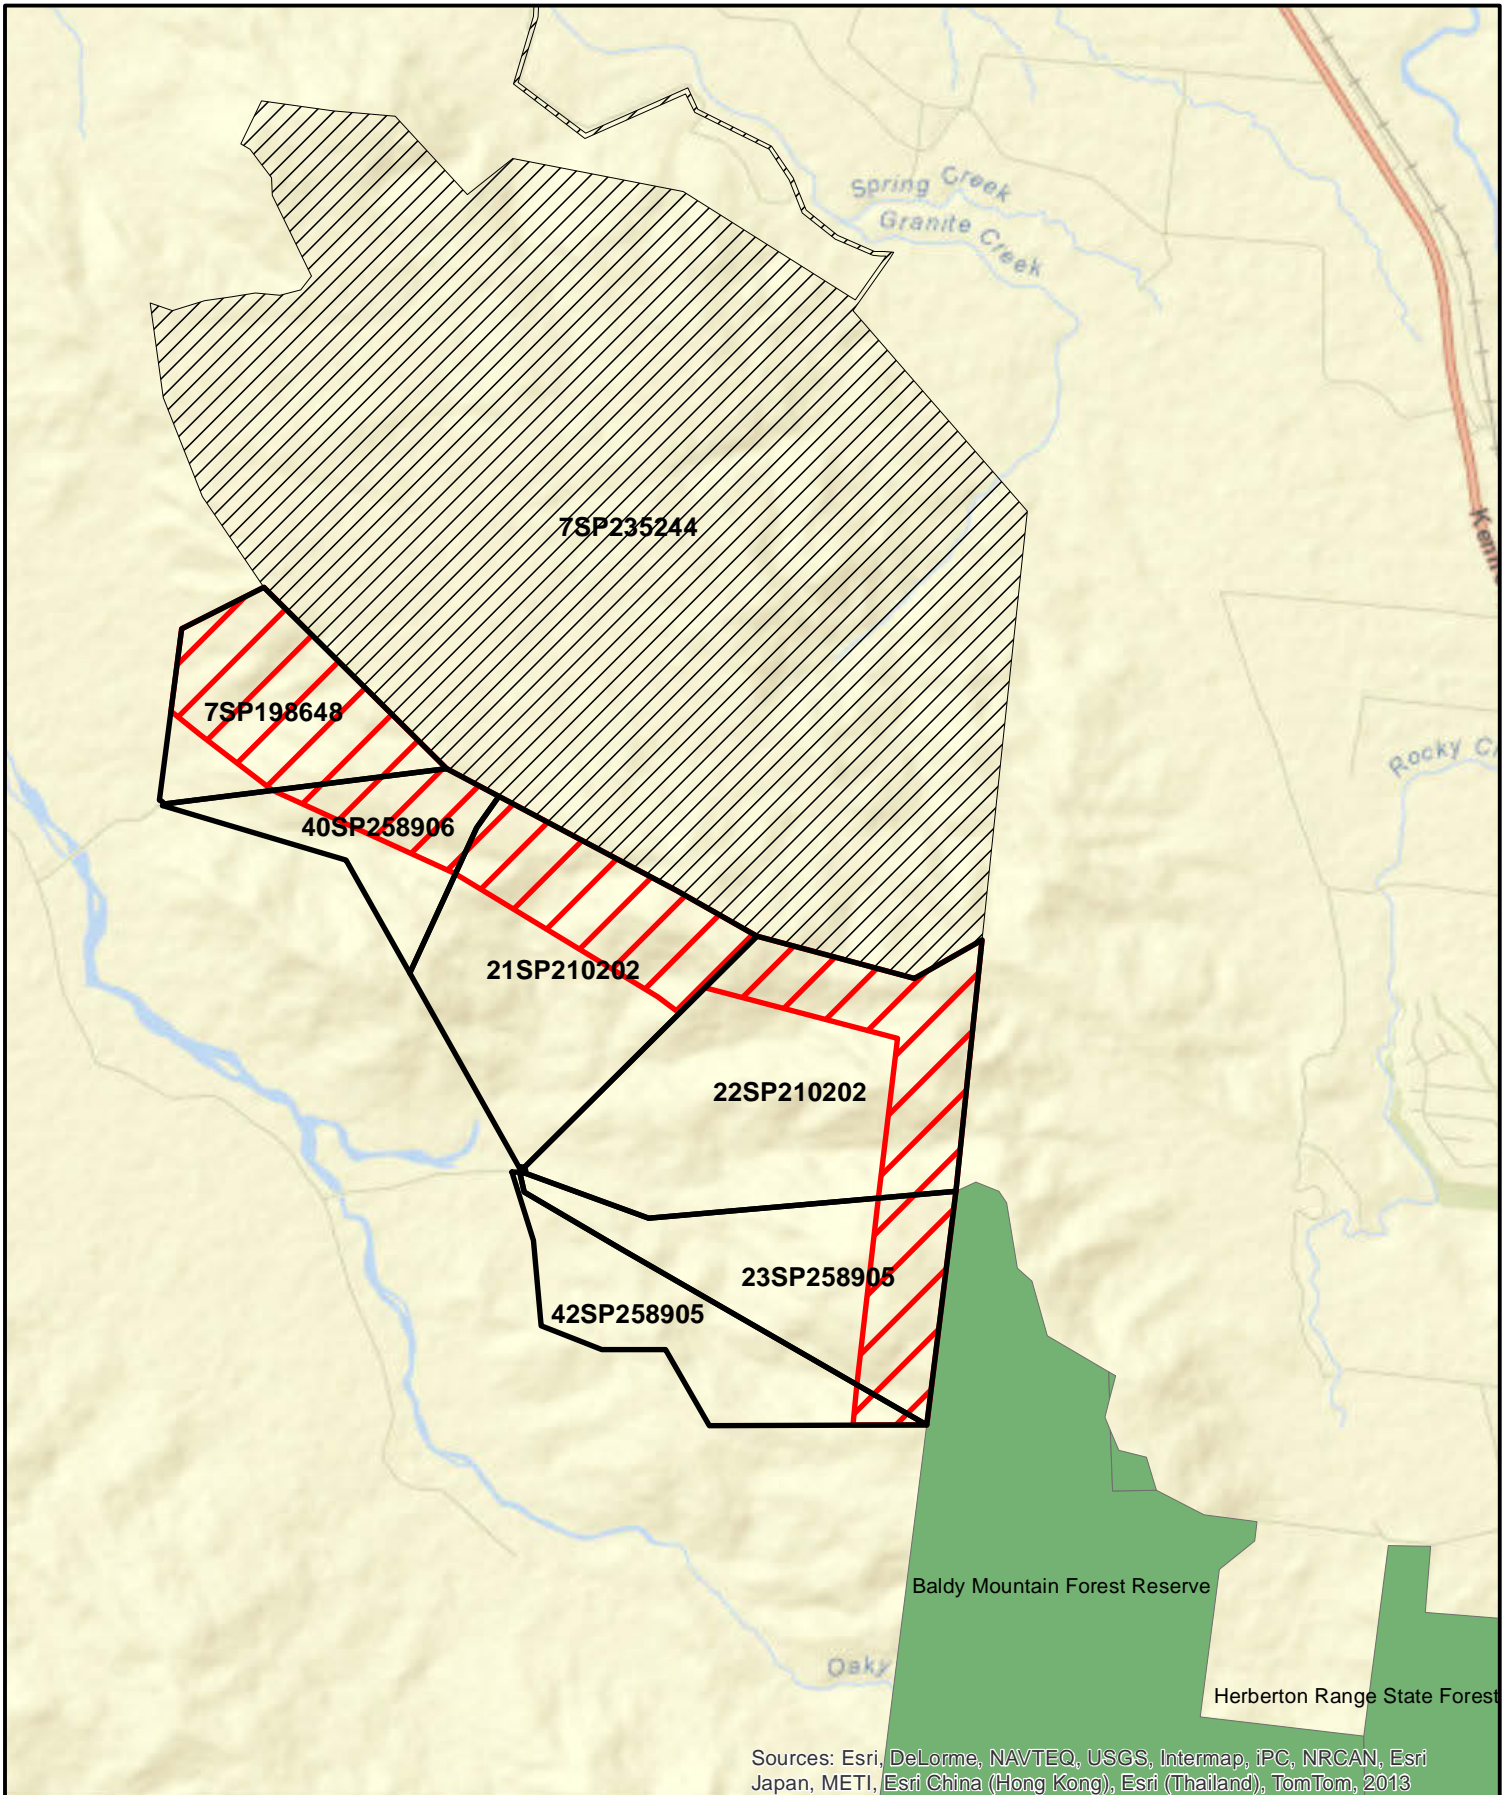 Spring Creek
Granite Creek
7SP235244
7SP198648
Rocky
40SP258906
21SP210202
22SP210202
23SP258905
42SP258905
Baldy Mountain Forest Reserve
Oaky
Herberton Range State Forest
Sources: Esri, DeLorme, NAVTEQ, USGS, Intermap, iPC, NRCAN, Esri
Japan, METI, Esri China (Hong Kong), Esri (Thailand), TomTom, 2013